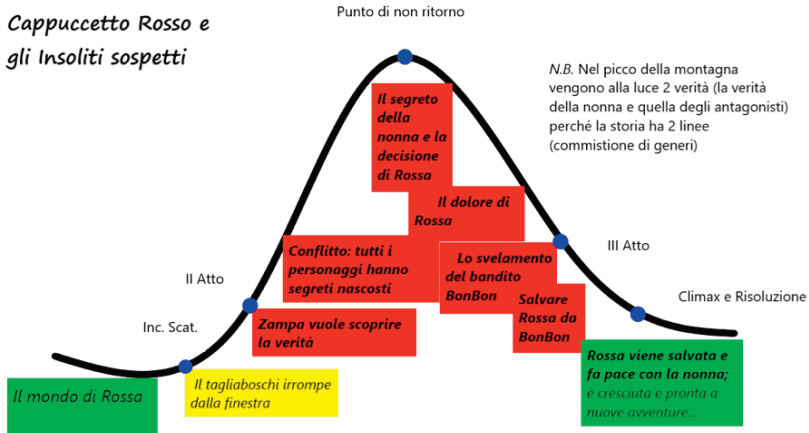 Cappuccetto Rosso e
gli Insoliti sospetti
Punto di non ritorno
N.B. Nel picco della montagna
vengono alla luce 2 verità (la verità
della nonna e quella degli antagonisti)
perché la storia ha 2 linee
(commistione di generi)
Il segreto
della
nonna e la
decisione
di Rossa
Il dolore di
Rossa
Conflitto: tutti i
personaggi hanno
segreti nascosti
Lo svelamento
del bandito
BonBon
III Atto
II Atto
Salvare
Rossa da
BonBon
Climax e Risoluzione
Inc. Scat.
Zampa vuole scoprire
la verità
Rossa viene salvata e
fa pace con la nonna;
è cresciuta e pronta a
nuove avventure...
Il mondo di Rossa
Il tagliaboschi irrompe
dalla finestra